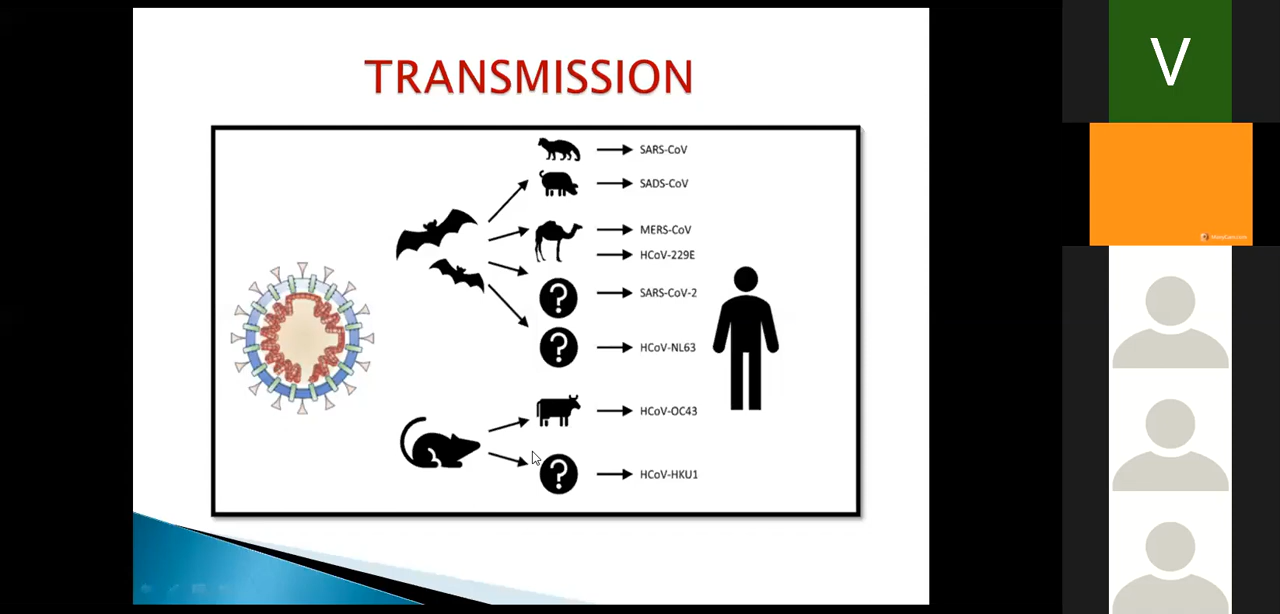 TRANSMISSION
SARS-CoV
SADS-CoV
MERS-CoV
HCoV-229E
?
SARS-CoV-2
?
HCoV-NL63
HCoV-OC43
?
HCoV-HKU1
V